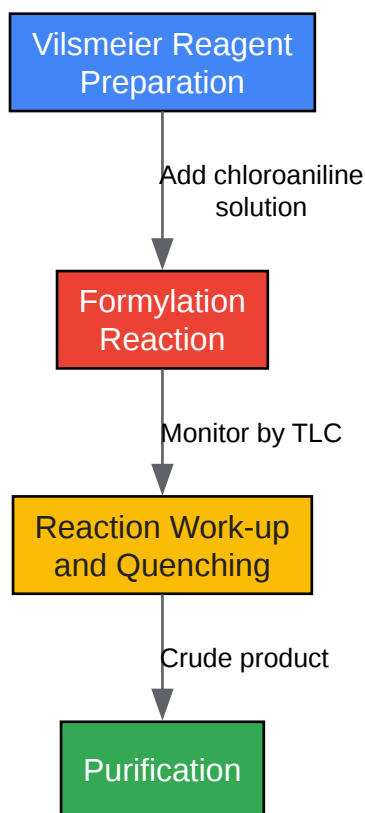 Vilsmeier Reagent
Preparation
Add chloroaniline
solution
Formylation
Reaction
Monitor by TLC
Reaction Work-up
and Quenching
Crude product
Purification